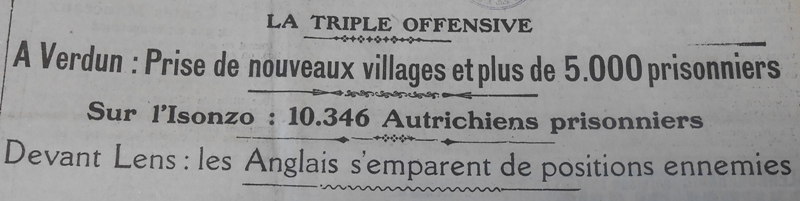 LA TRIPLE OFFENSIVE
A Verdun : Prise de nouveaux villages et plus de 5.000 prisonniers
Sur l'Isonzo : 10.346 Autrichiens prisonniers
Devant Lens : les Anglais s'emparent de positions ennemies